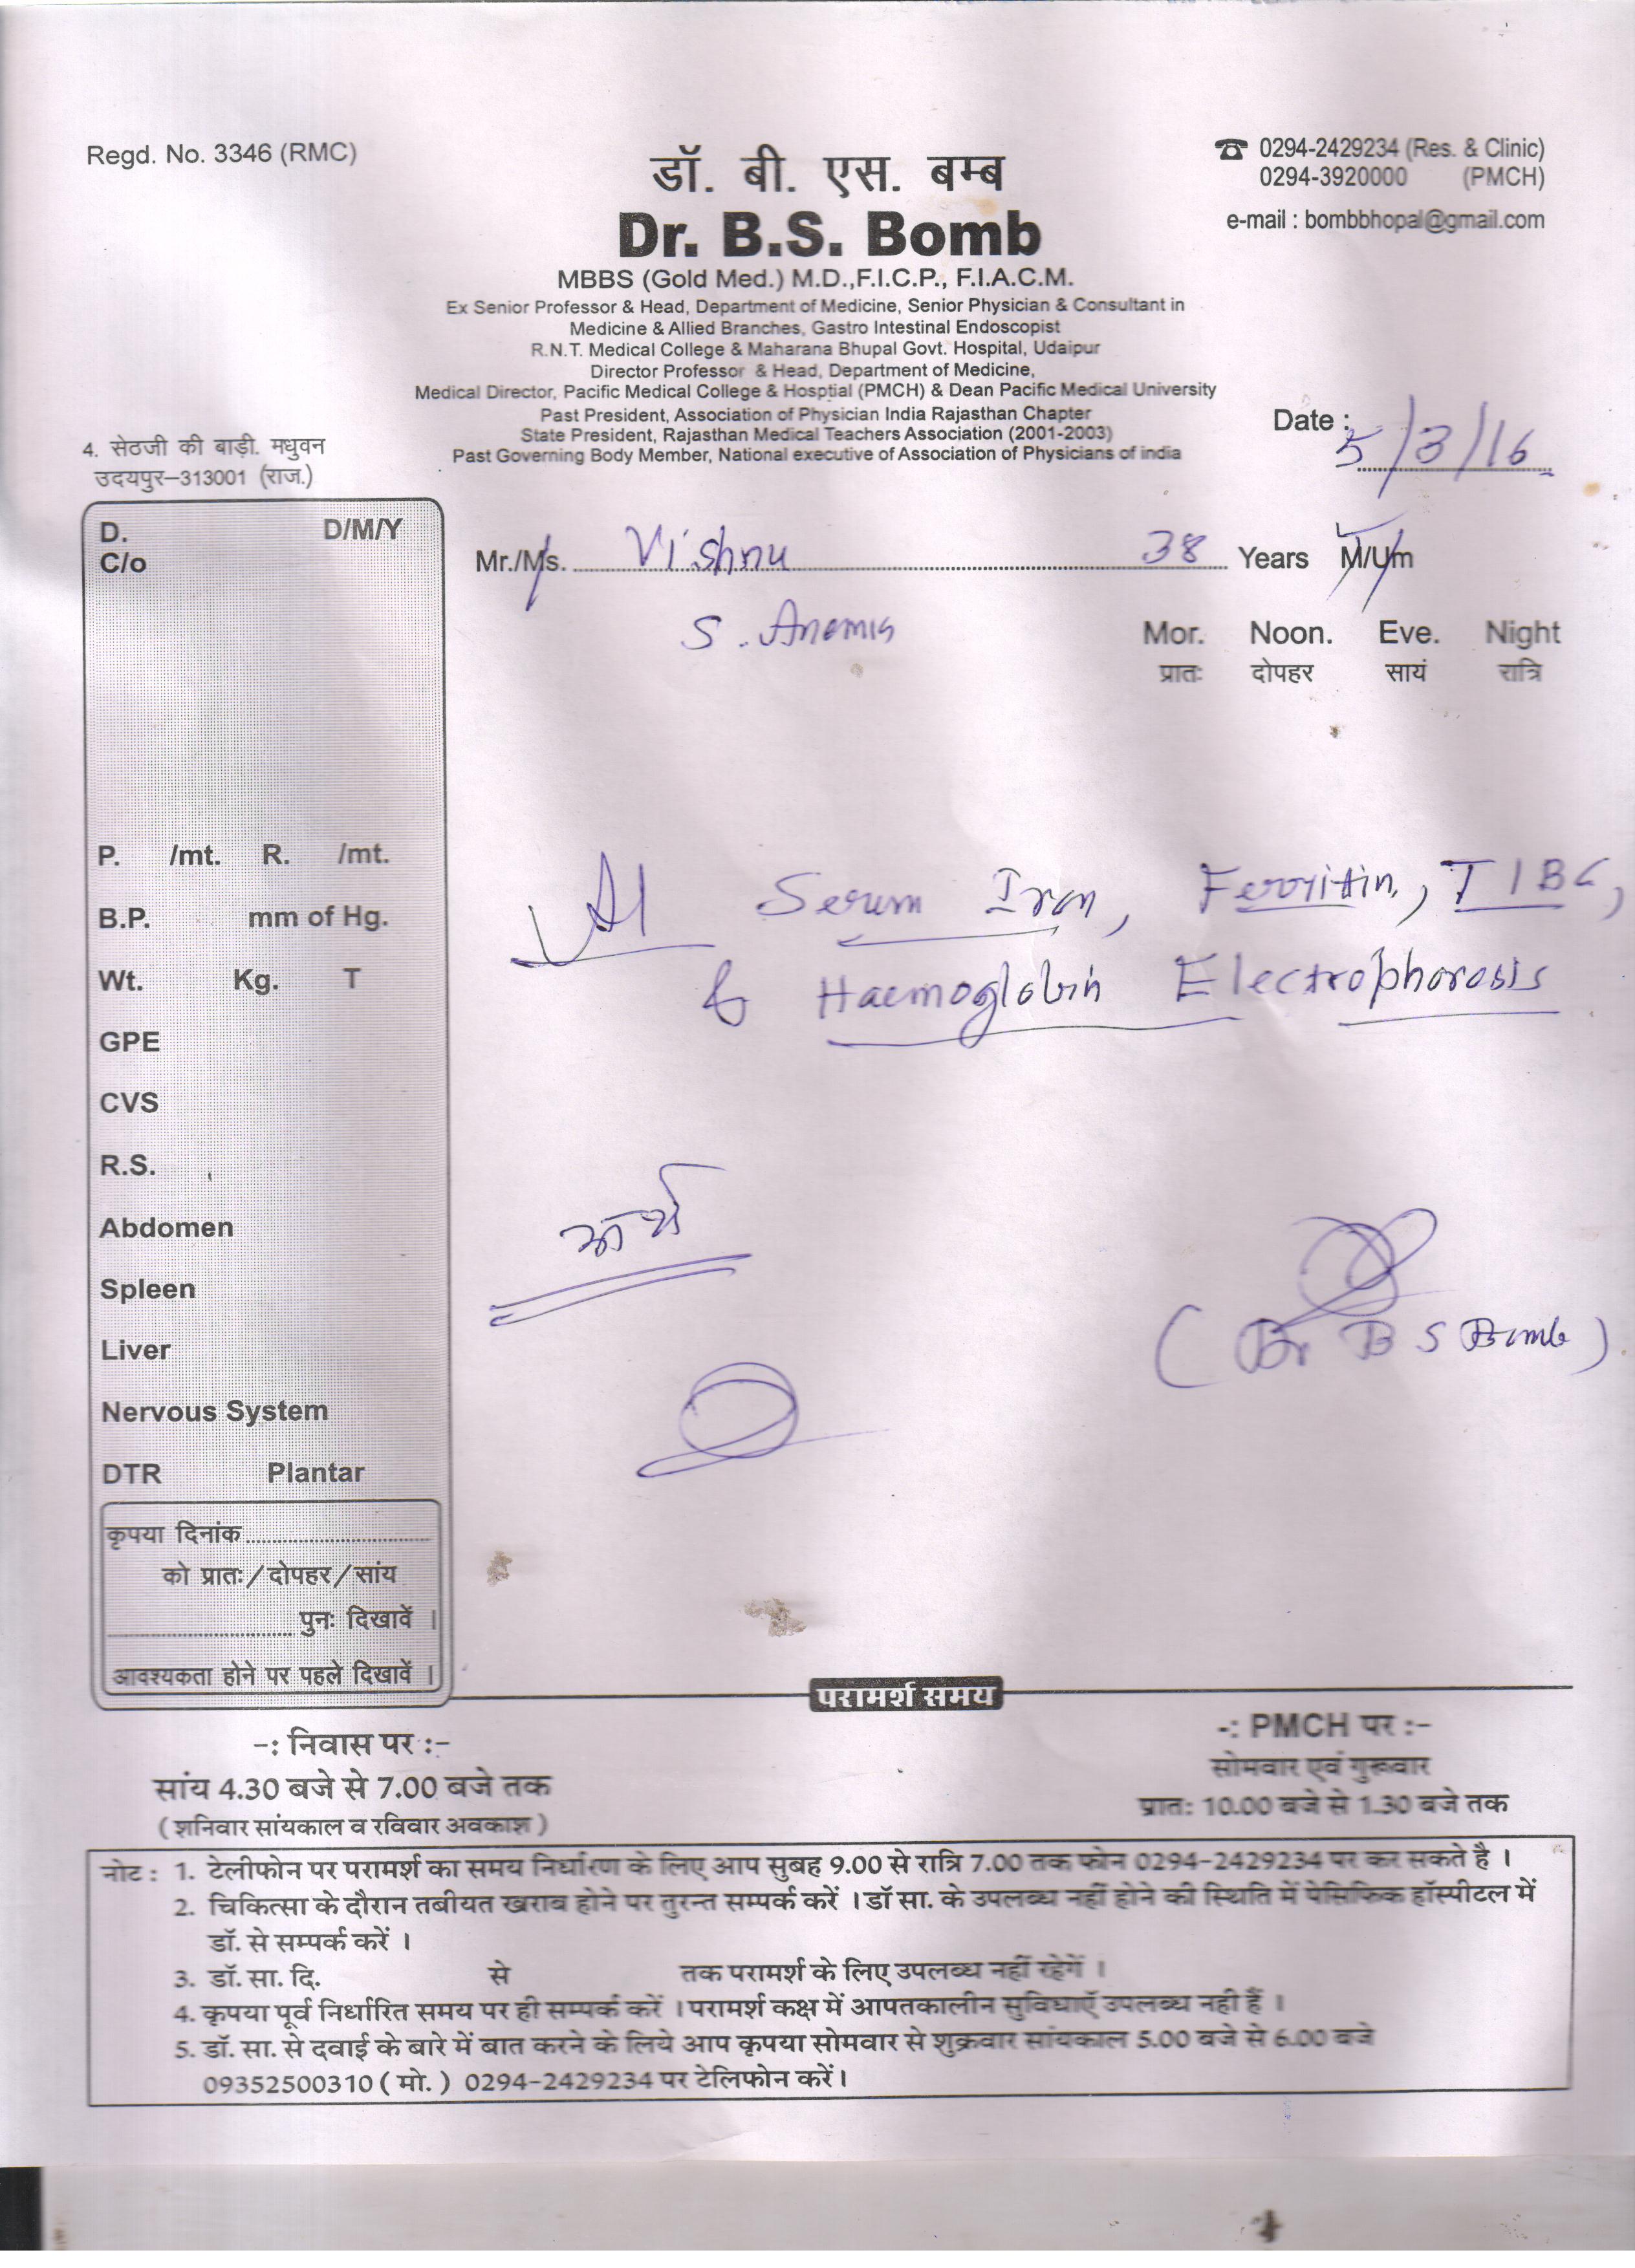 Regd. No. 3346 (RMC)
☎ 0294-2429234 (Res. & Clinic)
0294-3920000 (PMCH)
e-mail : bombbhopal@gmail.com
डॉ. बी. एस. बम्ब
Dr. B.S. Bomb
MBBS (Gold Med.) M.D.,F.I.C.P., F.I.A.C.M.
Ex Senior Professor & Head, Department of Medicine, Senior Physician & Consultant in
Medicine & Allied Branches, Gastro Intestinal Endoscopist
R.N.T. Medical College & Maharana Bhupal Govt. Hospital, Udaipur
Director Professor & Head, Department of Medicine,
Medical Director, Pacific Medical College & Hosptial (PMCH) & Dean Pacific Medical University
Past President, Association of Physician India Rajasthan Chapter
State President, Rajasthan Medical Teachers Association (2001-2003)
Past Governing Body Member, National executive of Association of Physicians of india
Date : 5/3/16
4. सेठजी की बाड़ी. मधुवन
उदयपुर–313001 (राज.)
D. D/M/Y
C/o
Mr./Ms. Vishnu 38 Years M/Um
S. Anemia
Mor. Noon. Eve. Night
प्रातः दोपहर सायं रात्रि
P. /mt. R. /mt.
B.P. mm of Hg.
Wt. Kg. T
GPE
CVS
R.S.
Abdomen
Spleen
Liver
Nervous System
DTR Plantar
Serum Iron, Ferritin, TIBC,
& Haemoglobin Electrophorosis
(Dr B S Bomb)
कृपया दिनांक
को प्रातः/दोपहर/सांय
पुनः दिखावें ।
आवश्यकता होने पर पहले दिखावें ।
परामर्श समय
-: निवास पर :-
सांय 4.30 बजे से 7.00 बजे तक
(शनिवार सांयकाल व रविवार अवकाश)
-: PMCH पर :-
सोमवार एवं गुरूवार
प्रातः 10.00 बजे से 1.30 बजे तक
नोट : 1. टेलीफोन पर परामर्श का समय निर्धारण के लिए आप सुबह 9.00 से रात्रि 7.00 तक फोन 0294-2429234 पर कर सकते है ।
2. चिकित्सा के दौरान तबीयत खराब होने पर तुरन्त सम्पर्क करें । डॉ सा. के उपलब्ध नहीं होने की स्थिति में पेसिफिक हॉस्पीटल में
डॉ. से सम्पर्क करें ।
3. डॉ. सा. दि. से तक परामर्श के लिए उपलब्ध नहीं रहेगें ।
4. कृपया पूर्व निर्धारित समय पर ही सम्पर्क करें । परामर्श कक्ष में आपतकालीन सुविधाएँ उपलब्ध नही हैं ।
5. डॉ. सा. से दवाई के बारे में बात करने के लिये आप कृपया सोमवार से शुक्रवार सांयकाल 5.00 बजे से 6.00 बजे
09352500310 ( मो. ) 0294-2429234 पर टेलिफोन करें।